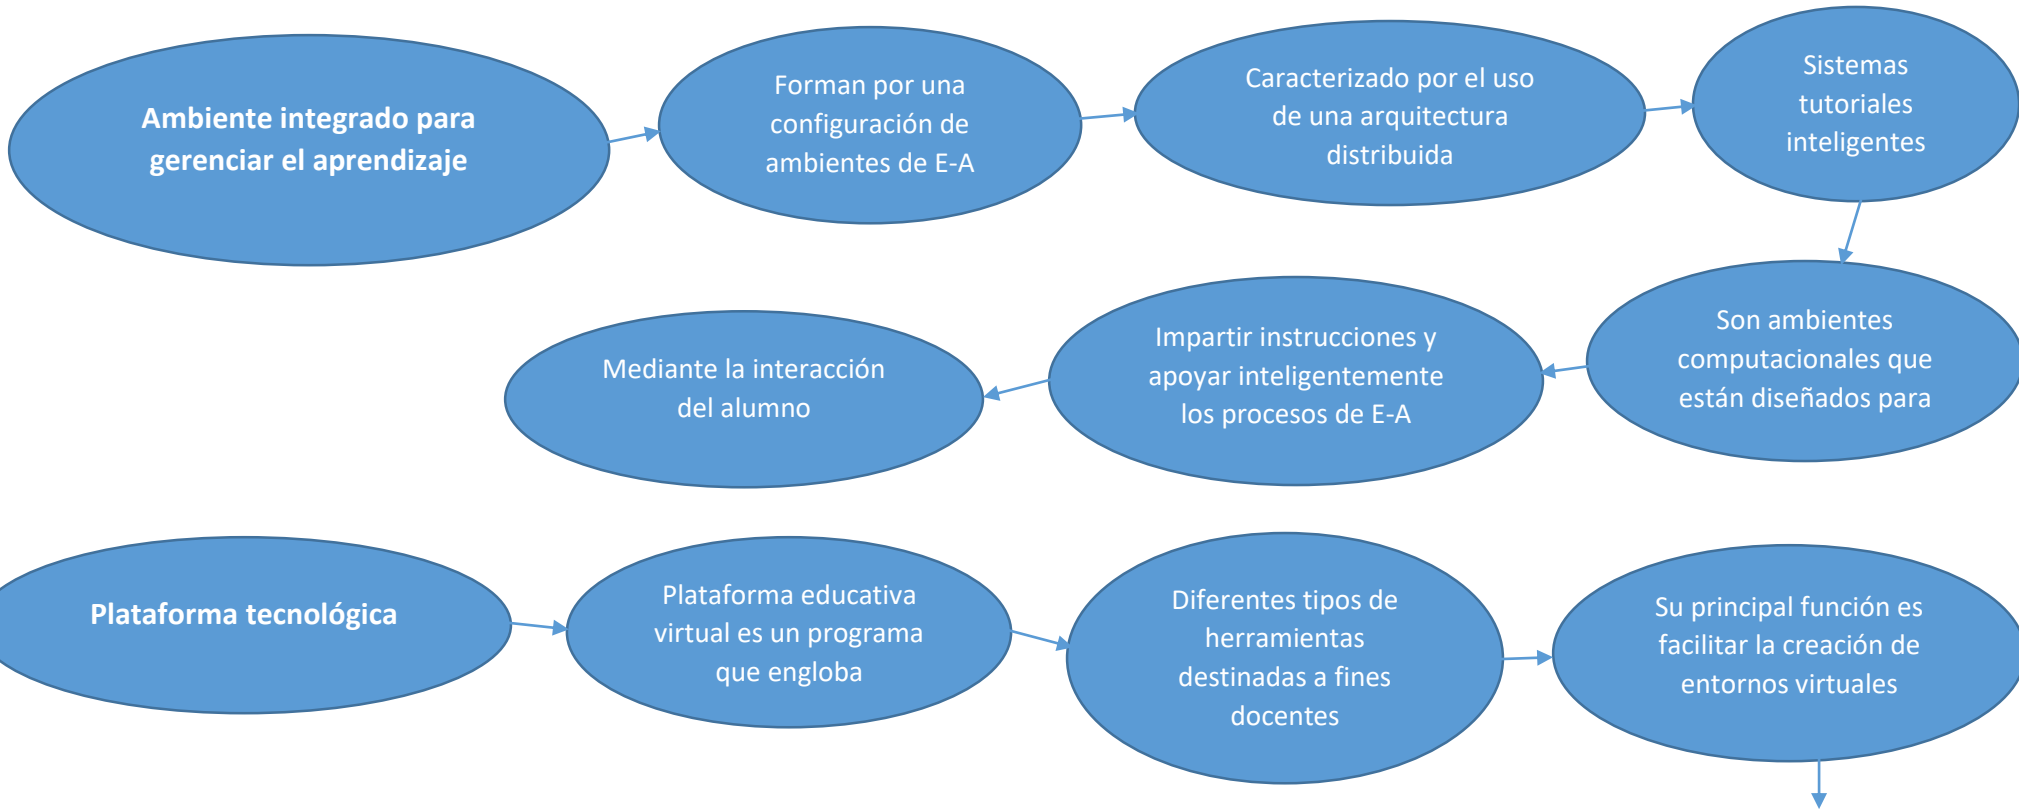 Ambiente integrado para
gerenciar el aprendizaje
Forman por una
configuración de
ambientes de E-A
Caracterizado por el uso
de una arquitectura
distribuida
Sistemas
tutoriales
inteligentes
Son ambientes
computacionales que
están diseñados para
Impartir instrucciones y
apoyar inteligentemente
los procesos de E-A
Mediante la interacción
del alumno
Plataforma tecnológica
Plataforma educativa
virtual es un programa
que engloba
Diferentes tipos de
herramientas
destinadas a fines
docentes
Su principal función es
facilitar la creación de
entornos virtuales